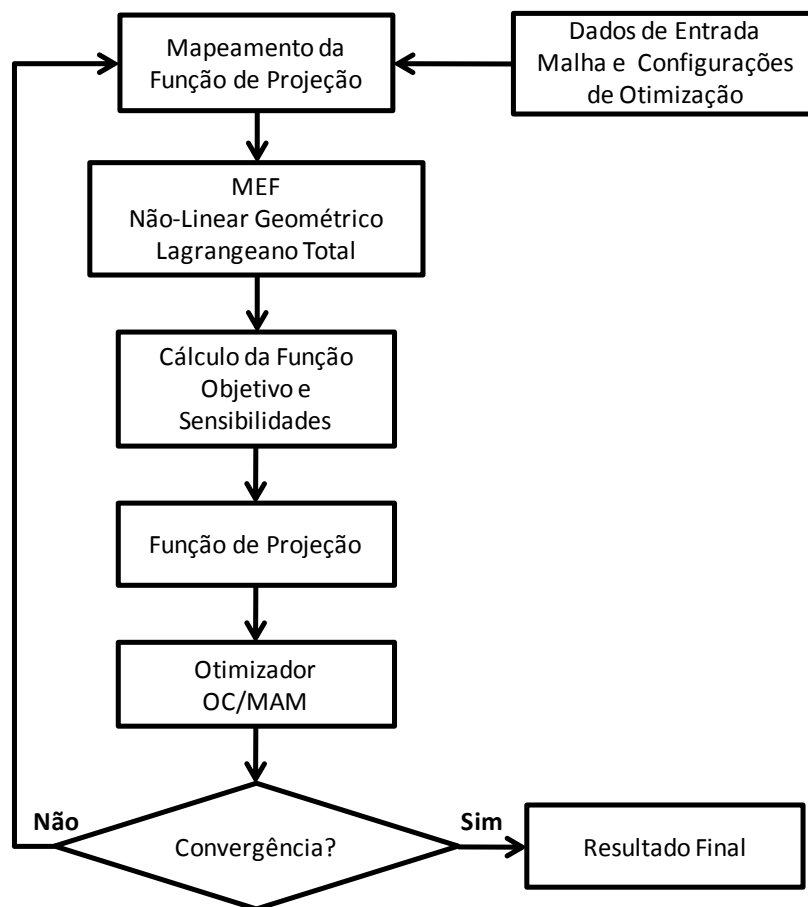 Mapeamento da
Função de Projeção
Dados de Entrada
Malha e Configurações
de Otimização
MEF
Não-Linear Geométrico
Lagrangeano Total
Cálculo da Função
Objetivo e
Sensibilidades
Função de Projeção
Otimizador
OC/MAM
Não
Convergência?
Sim
Resultado Final